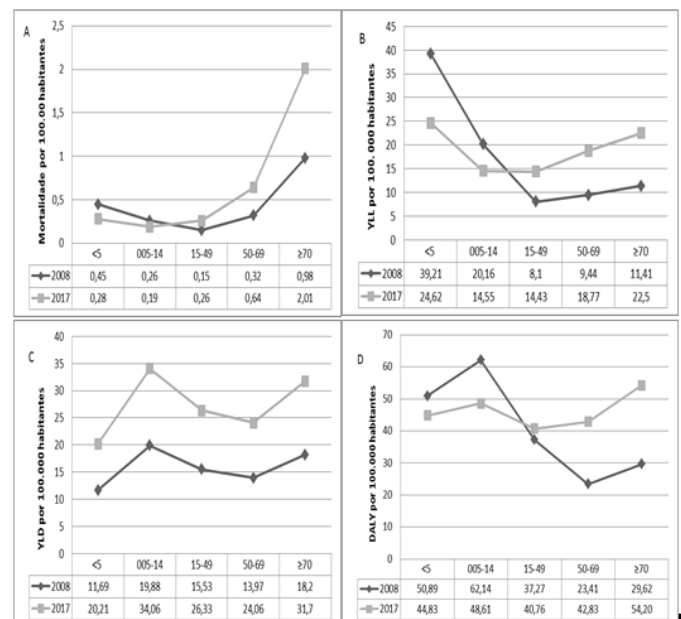 A
Mortalidade por 100.00 habitantes
2,5
2
1,5
1
0,5
0
<5 005-14 15-49 50-69 ≥70
2008 0,45 0,26 0,15 0,32 0,98
2017 0,28 0,19 0,26 0,64 2,01
B
YLL por 100. 000 habitantes
45
40
35
30
25
20
15
10
5
0
<5 005-14 15-49 50-69 ≥70
2008 39,21 20,16 8,1 9,44 11,41
2017 24,62 14,55 14,43 18,77 22,5
C
YLD por 100.000 habitantes
40
35
30
25
20
15
10
5
0
<5 005-14 15-49 50-69 ≥70
2008 11,69 19,88 15,53 13,97 18,2
2017 20,21 34,06 26,33 24,06 31,7
D
DALY por 100.000 habitantes
70
60
50
40
30
20
10
0
<5 005-14 15-49 50-69 ≥70
2008 50,89 62,14 37,27 23,41 29,62
2017 44,83 48,61 40,76 42,83 54,20